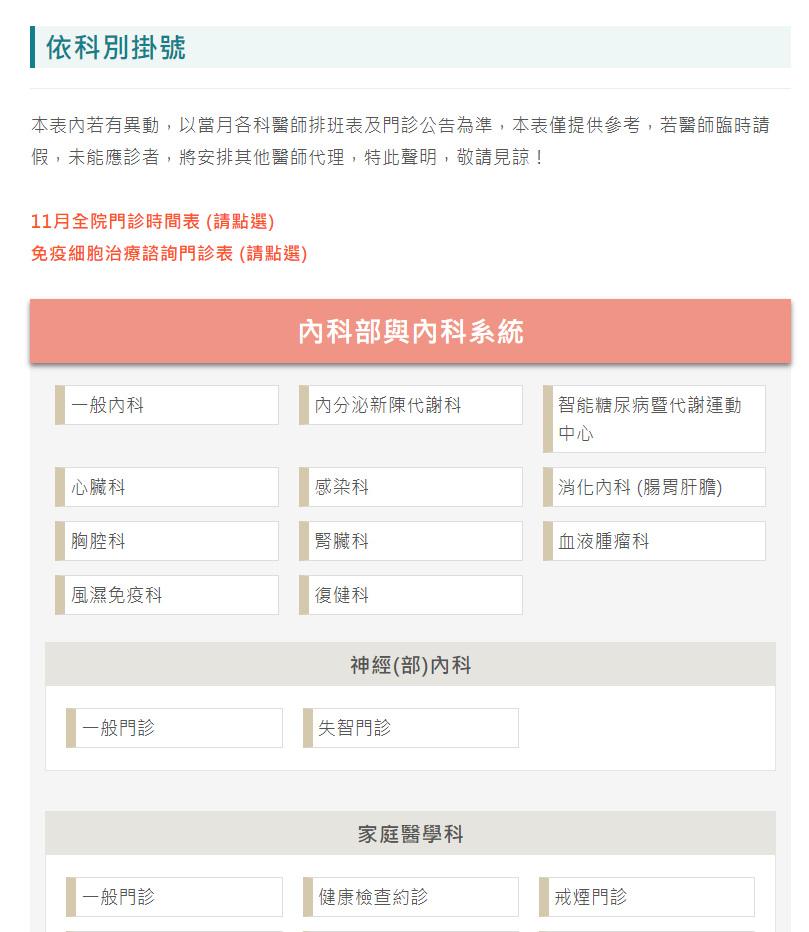 依科別掛號
本表內若有異動，以當月各科醫師排班表及門診公告為準，本表僅提供參考，若醫師臨時請
假，未能應診者，將安排其他醫師代理，特此聲明，敬請見諒！
11月全院門診時間表 (請點選)
免疫細胞治療諮詢門診表 (請點選)
內科部與內科系統
一般內科
內分泌新陳代謝科
智能糖尿病暨代謝運動
中心
心臟科
感染科
消化內科 (腸胃肝膽)
胸腔科
腎臟科
血液腫瘤科
風濕免疫科
復健科
神經(部)內科
一般門診
失智門診
家庭醫學科
一般門診
健康檢查約診
戒煙門診